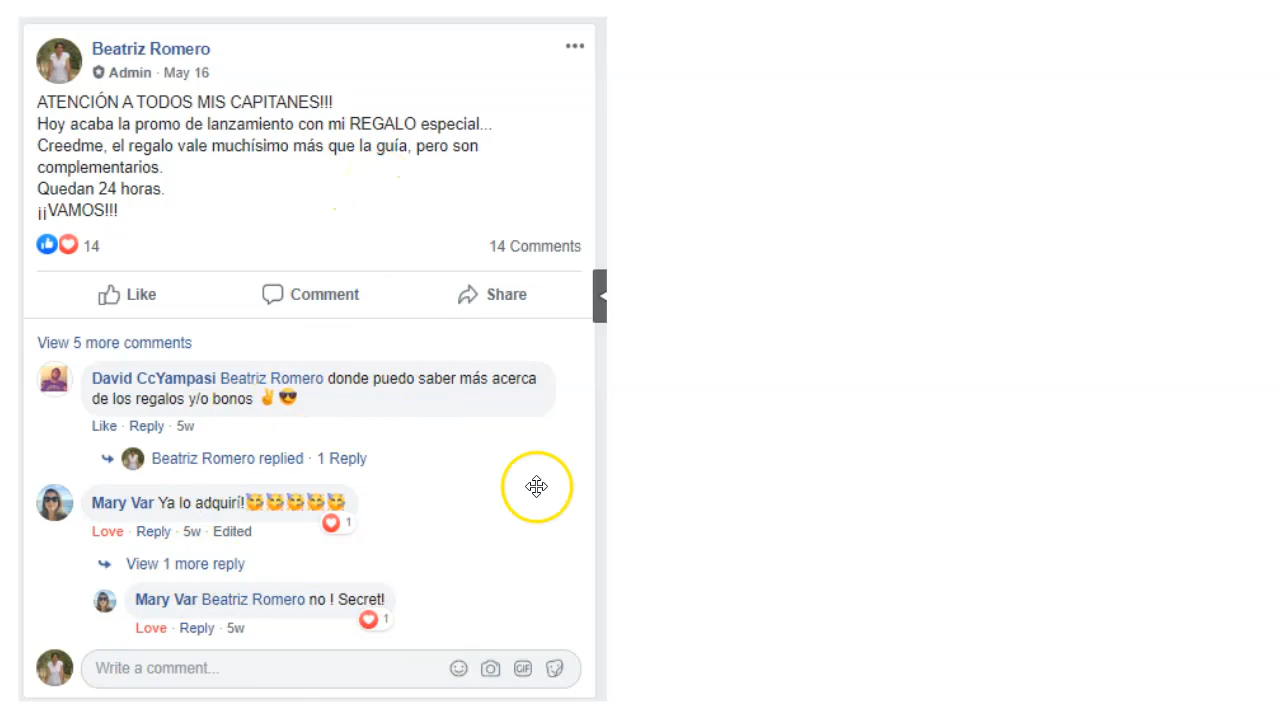 Beatriz Romero
Admin · May 16
ATENCIÓN A TODOS MIS CAPITANES!!!
Hoy acaba la promo de lanzamiento con mi REGALO especial...
Creedme, el regalo vale muchísimo más que la guía, pero son
complementarios.
Quedan 24 horas.
¡¡VAMOS!!!
14
14 Comments
Like
Comment
Share
View 5 more comments
David CcYampasi Beatriz Romero donde puedo saber más acerca
de los regalos y/o bonos ✌😎
Like · Reply · 5w
Beatriz Romero replied · 1 Reply
Mary Var Ya lo adquirí!🥳🥳🥳🥳🥳
1
Love · Reply · 5w · Edited
View 1 more reply
Mary Var Beatriz Romero no ! Secret!
1
Love · Reply · 5w
Write a comment...
GIF